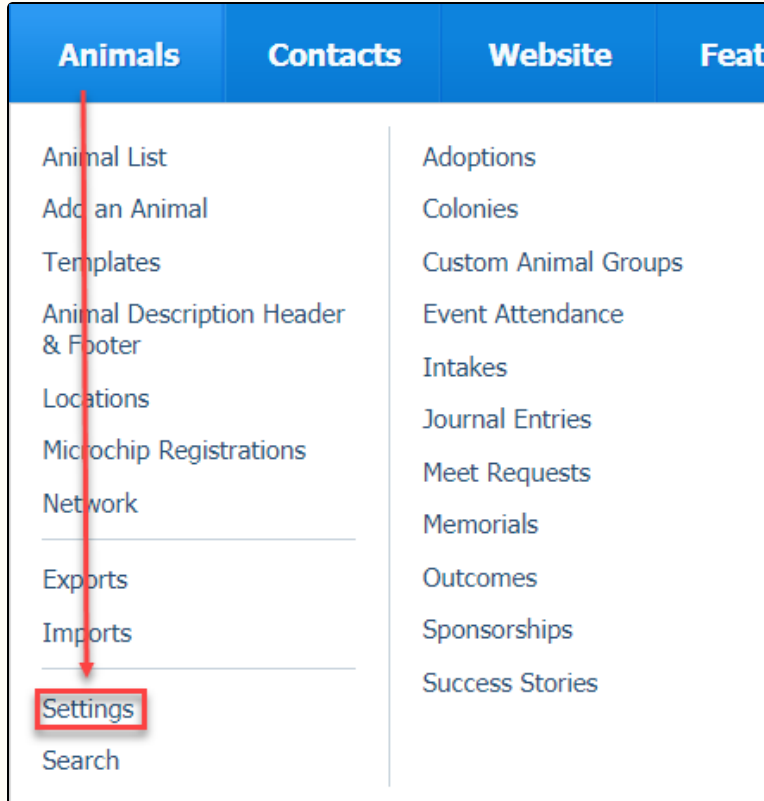 Animals Contacts Website Feat
Animal List
Add an Animal
Templates
Animal Description Header
& Footer
Locations
Microchip Registrations
Network
Exports
Imports
Settings
Search
Adoptions
Colonies
Custom Animal Groups
Event Attendance
Intakes
Journal Entries
Meet Requests
Memorials
Outcomes
Sponsorships
Success Stories